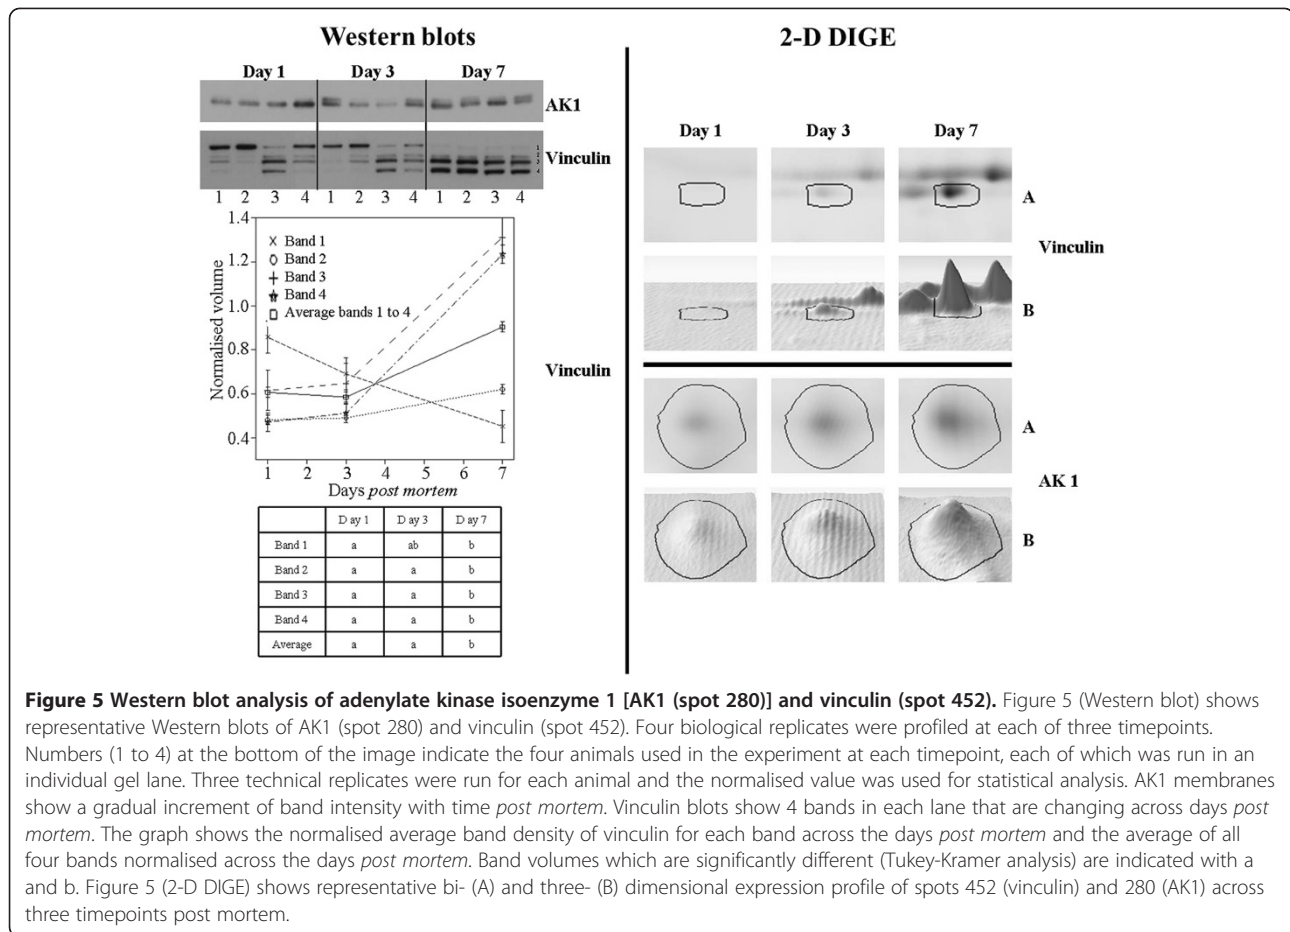 Western blots
Day 1 Day 3 Day 7
AK1
Vinculin
1
2
3
4
1 2 3 4 1 2 3 4 1 2 3 4
Normalised volume
1.4
1.2
1.0
0.8
0.6
0.4
Band 1
Band 2
Band 3
Band 4
Average bands 1 to 4
Vinculin
1 2 3 4 5 6 7
Days post mortem
D ay 1 D ay 3 D ay 7
Band 1 a ab b
Band 2 a a b
Band 3 a a b
Band 4 a a b
Average a a b
2-D DIGE
Day 1 Day 3 Day 7
A
Vinculin
B
A
AK 1
B
Figure 5 Western blot analysis of adenylate kinase isoenzyme 1 [AK1 (spot 280)] and vinculin (spot 452). Figure 5 (Western blot) shows
representative Western blots of AK1 (spot 280) and vinculin (spot 452). Four biological replicates were profiled at each of three timepoints.
Numbers (1 to 4) at the bottom of the image indicate the four animals used in the experiment at each timepoint, each of which was run in an
individual gel lane. Three technical replicates were run for each animal and the normalised value was used for statistical analysis. AK1 membranes
show a gradual increment of band intensity with time post mortem. Vinculin blots show 4 bands in each lane that are changing across days post
mortem. The graph shows the normalised average band density of vinculin for each band across the days post mortem and the average of all
four bands normalised across the days post mortem. Band volumes which are significantly different (Tukey-Kramer analysis) are indicated with a
and b. Figure 5 (2-D DIGE) shows representative bi- (A) and three- (B) dimensional expression profile of spots 452 (vinculin) and 280 (AK1) across
three timepoints post mortem.